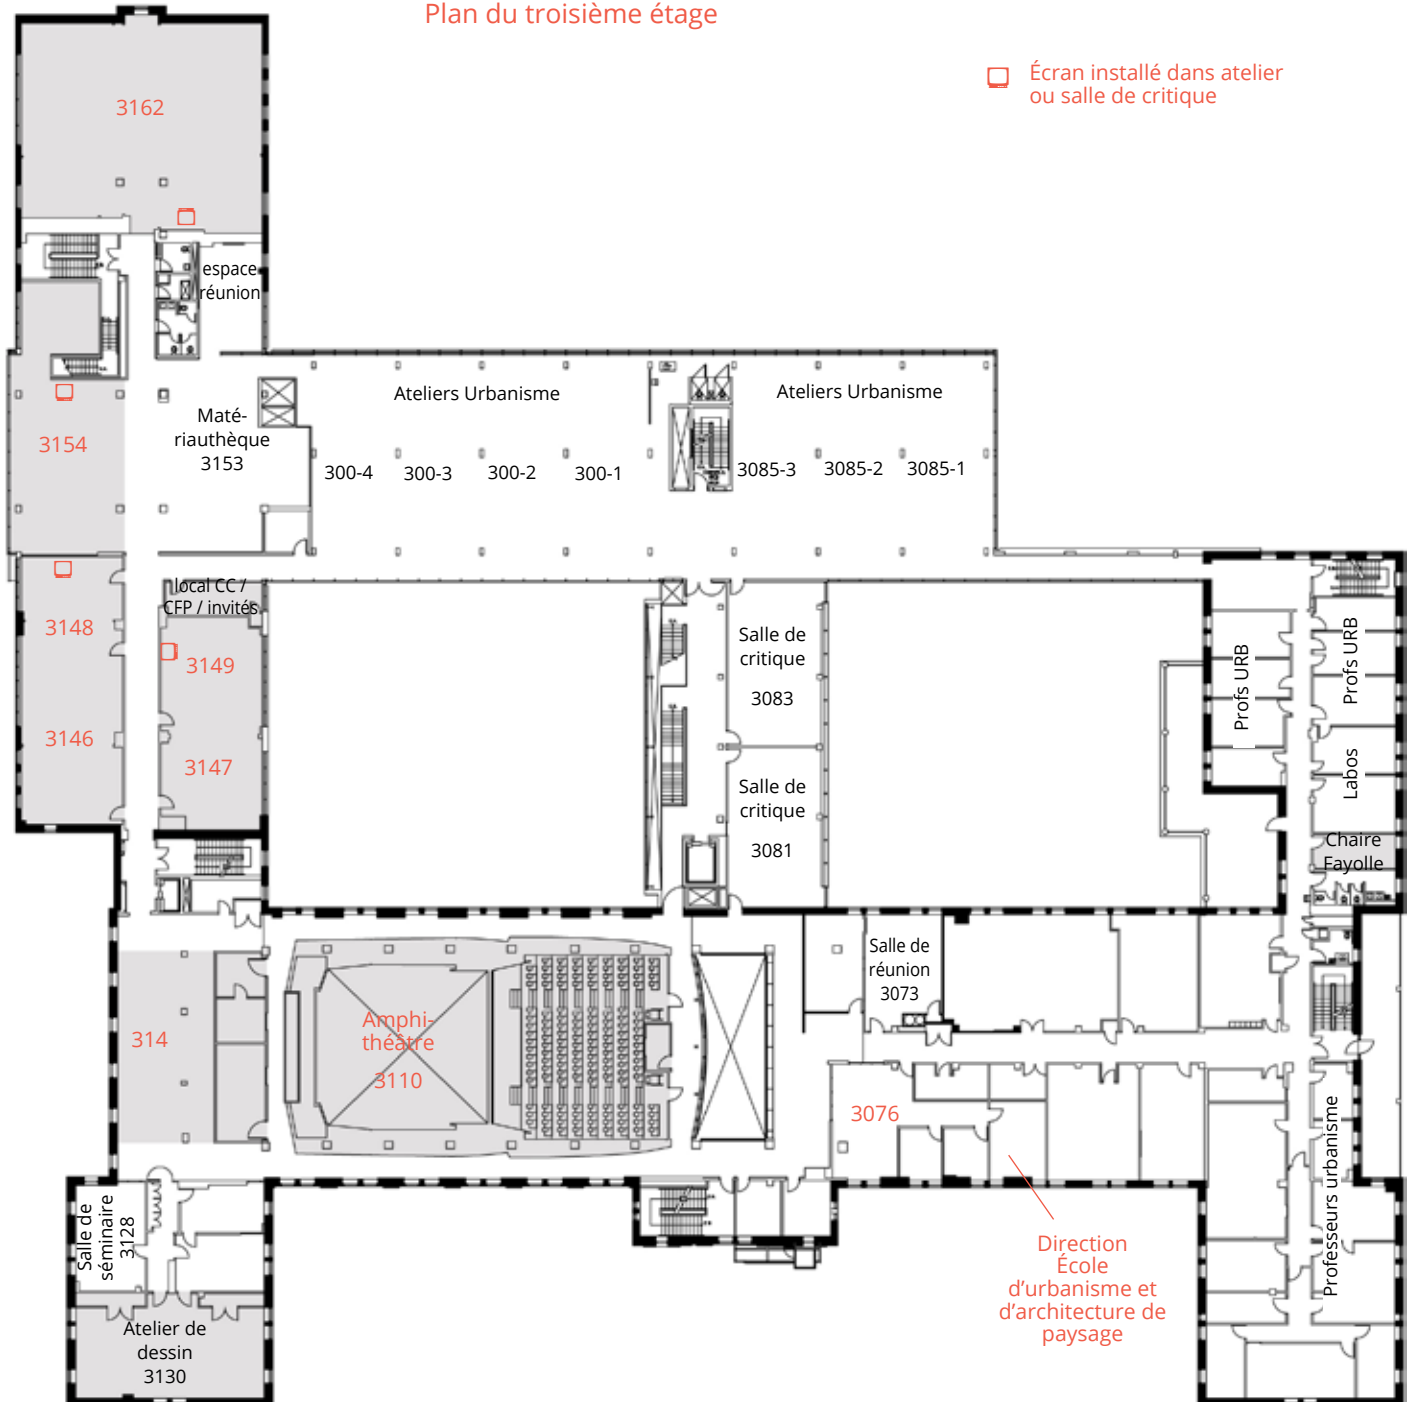 Plan du troisième étage
Écran installé dans atelier
ou salle de critique
3162
espace
réunion
Ateliers Urbanisme
Ateliers Urbanisme
Maté-
riauthèque
3153
3154
300-4
300-3
300-2
300-1
3085-3
3085-2
3085-1
local CC /
CFP / invités
3148
3149
3146
3147
Salle de
critique
3083
Salle de
critique
3081
Profs URB
Profs URB
Labos
Chaire
Fayolle
Salle de
réunion
3073
314
Amphi-
théâtre
3110
3076
Professeurs urbanisme
Salle de
séminaire
3128
Direction
École
d’urbanisme et
d’architecture de
paysage
Atelier de
dessin
3130